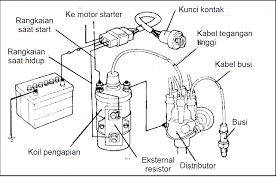 Ke motor starter
Kunci kontak
Rangkaian
saat start
Rangkaian
saat hidup
Kabel tegangan
tinggi
Kabel busi
Koil pengapian
Eksternal
resistor
Distributor
Busi